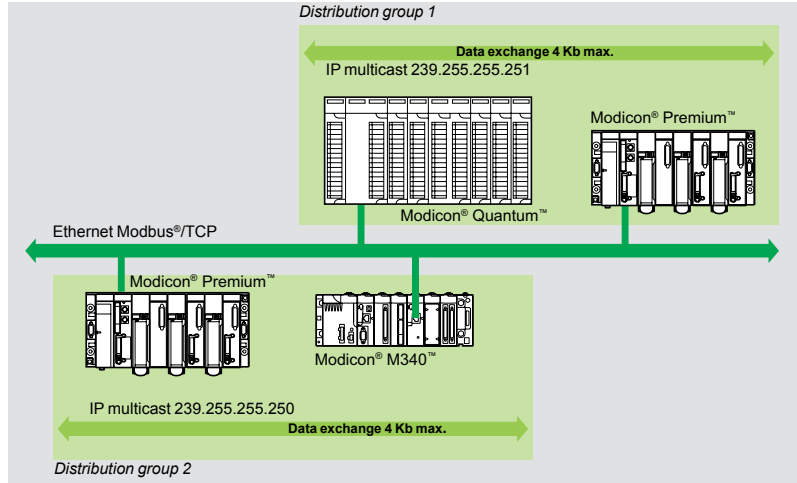 Distribution group 1
Data exchange 4 Kb max.
IP multicast 239.255.255.251
Modicon® Premium™
Modicon® Quantum™
Ethernet Modbus®/TCP
Modicon® Premium™
Modicon® M340™
IP multicast 239.255.255.250
Data exchange 4 Kb max.
Distribution group 2